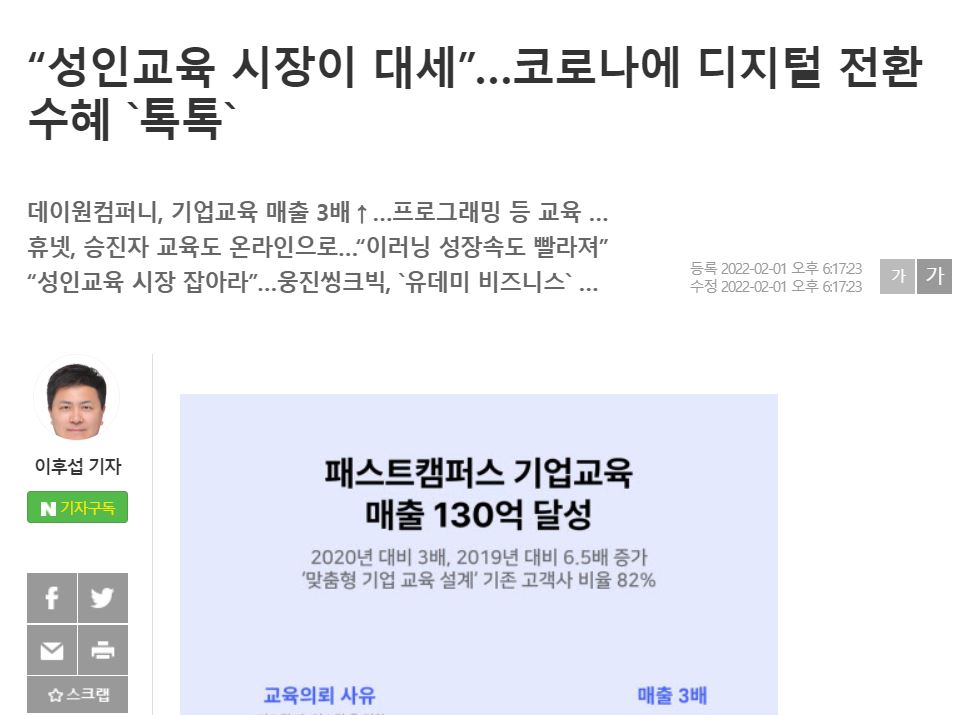 “성인교육 시장이 대세”...코로나에 디지털 전환
수혜 `톡톡`
데이원컴퍼니, 기업교육 매출 3배↑...프로그래밍 등 교육 ...
휴넷, 승진자 교육도 온라인으로...“이러닝 성장속도 빨라져”
“성인교육 시장 잡아라”...웅진씽크빅, `유데미 비즈니스` ...
등록 2022-02-01 오후 6:17:23
수정 2022-02-01 오후 6:17:23
가 가
이후섭 기자
N 기자구독
스크랩
패스트캠퍼스 기업교육
매출 130억 달성
2020년 대비 3배, 2019년 대비 6.5배 증가
‘맞춤형 기업 교육 설계’ 기존 고객사 비율 82%
교육의뢰 사유 매출 3배